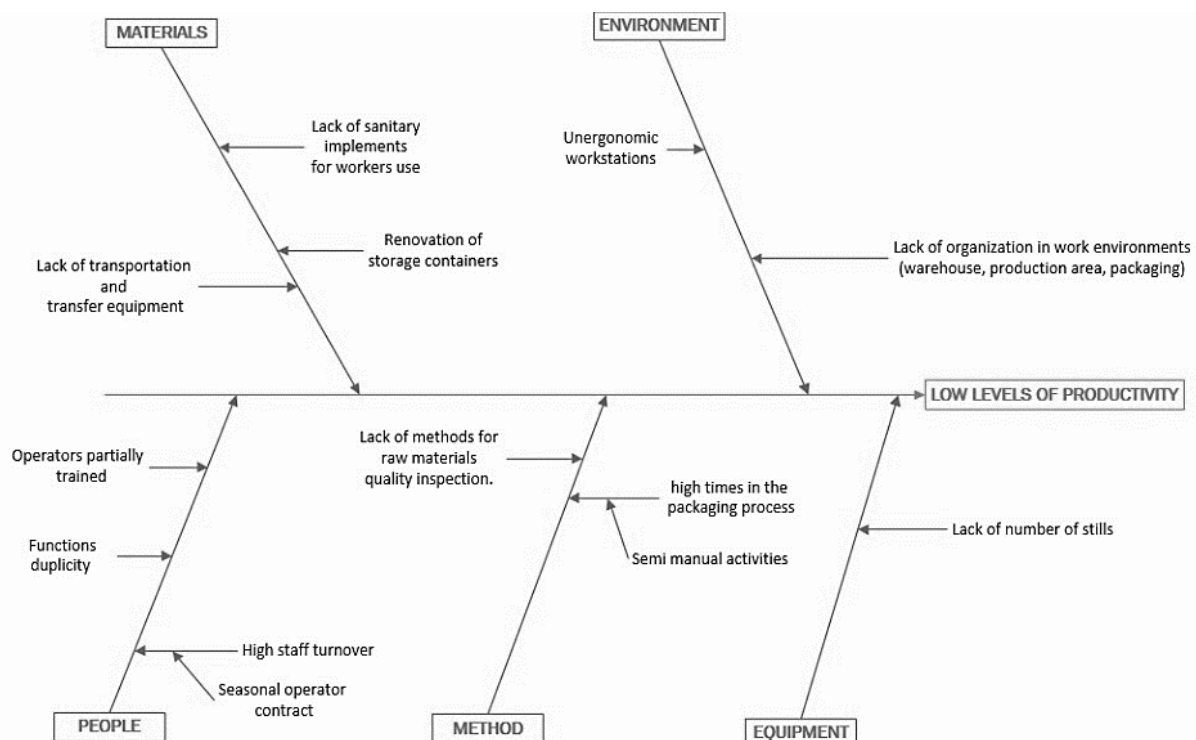 MATERIALS
ENVIRONMENT
Lack of sanitary
implements
for workers use
Unergonomic
workstations
Renovation of
storage containers
Lack of organization in work environments
(warehouse, production area, packaging)
Lack of transportation
and
transfer equipment
LOW LEVELS OF PRODUCTIVITY
Operators partially
trained
Lack of methods for
raw materials
quality inspection.
high times in the
packaging process
Lack of number of stills
Functions
duplicity
Semi manual activities
High staff turnover
Seasonal operator
contract
PEOPLE
METHOD
EQUIPMENT